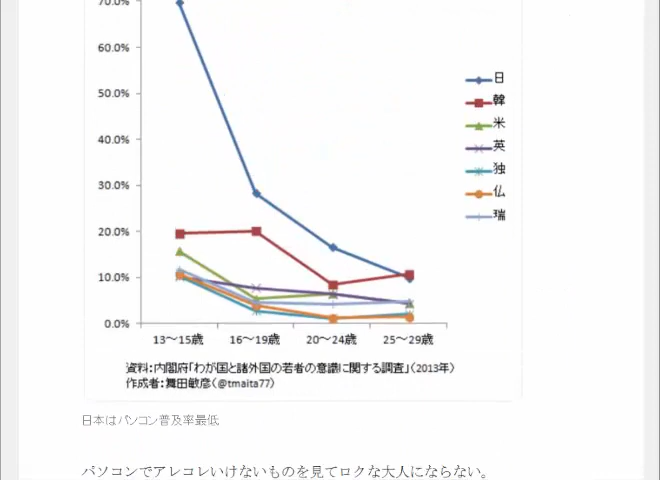 70.0%
60.0%
50.0%
40.0%
30.0%
20.0%
10.0%
0.0%
13～15歳 16～19歳 20～24歳 25～29歳
日
韓
米
英
独
仏
瑞
資料：内閣府「わが国と諸外国の若者の意識に関する調査」（2013年）
作成者：舞田敏彦（@tmaita77）
日本はパンコン普及率最低
パソコンでアレコレいけないものを見てロクな大人にならない。